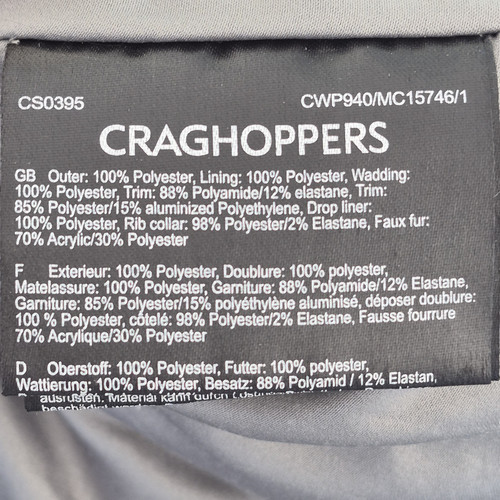 CS0395 CWP940/MC15746/1
CRAGHOPPERS
GB Outer: 100% Polyester, Lining: 100% Polyester, Wadding:
100% Polyester, Trim: 88% Polyamide/12% elastane, Trim:
85% Polyester/15% aluminized Polyethylene, Drop liner:
100% Polyester, Rib collar: 98% Polyester/2% Elastane, Faux fur:
70% Acrylic/30% Polyester
F Exterieur: 100% Polyester, Doublure: 100% polyester,
Matelassure: 100% Polyester, Garniture: 88% Polyamide/12% Elastane,
Garniture: 85% Polyester/15% polyéthylène aluminisé, déposer doublure:
100 % Polyester, côtelé: 98% Polyester/2% Elastane, Fausse fourrure
70% Acrylique/30% Polyester
D Oberstoff: 100% Polyester, Futter: 100% polyester,
Wattierung: 100% Polyester, Besatz: 88% Polyamid / 12% Elastan,
ausrüsten. Material kann durch